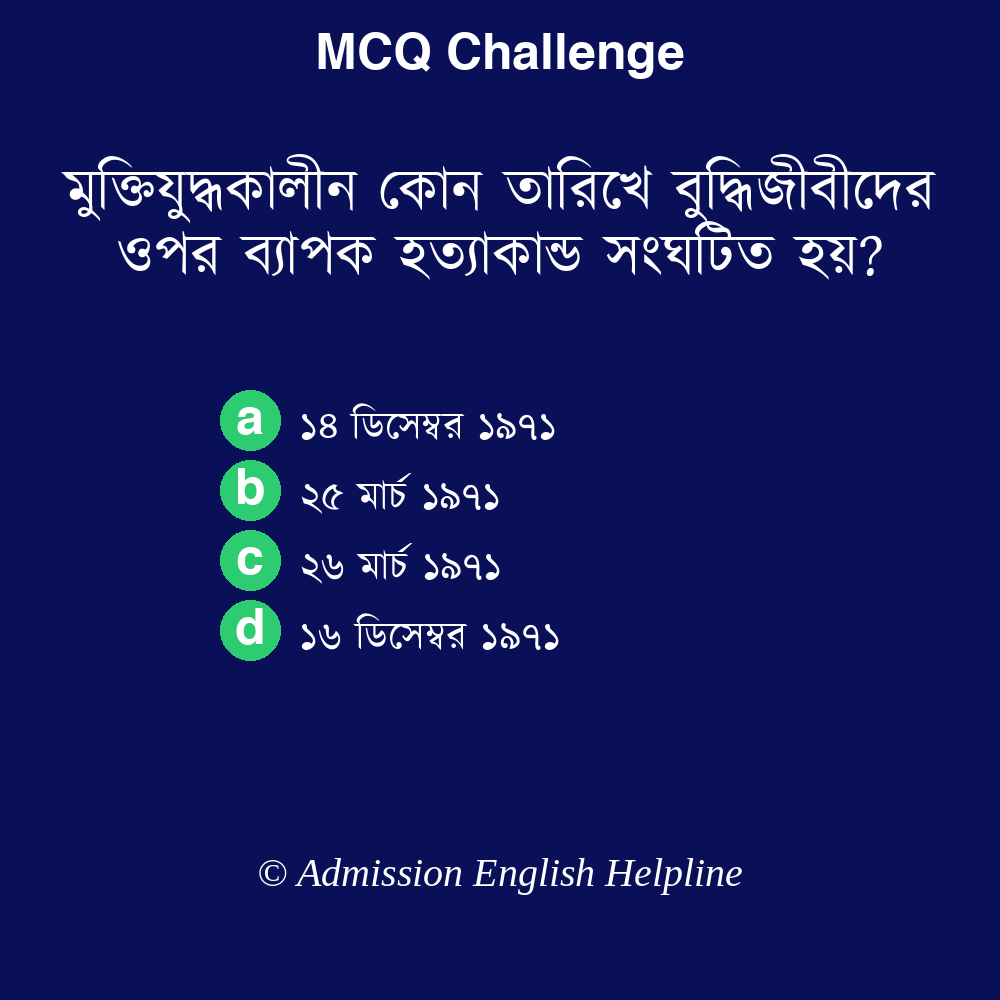 MCQ Challenge
মুক্তিযুদ্ধকালীন কোন তারিখে বুদ্ধিজীবীদের
ওপর ব্যাপক হত্যাকান্ড সংঘটিত হয়?
a ১৪ ডিসেম্বর ১৯৭১
b ২৫ মার্চ ১৯৭১
c ২৬ মার্চ ১৯৭১
d ১৬ ডিসেম্বর ১৯৭১
© Admission English Helpline